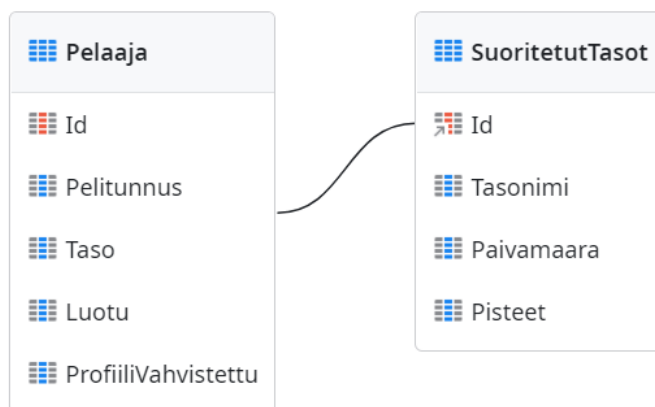 Pelaaja
Id
Pelitunnus
Taso
Luotu
ProfiiliVahvistettu
SuoritetutTasot
Id
Tasonimi
Paivamaara
Pisteet